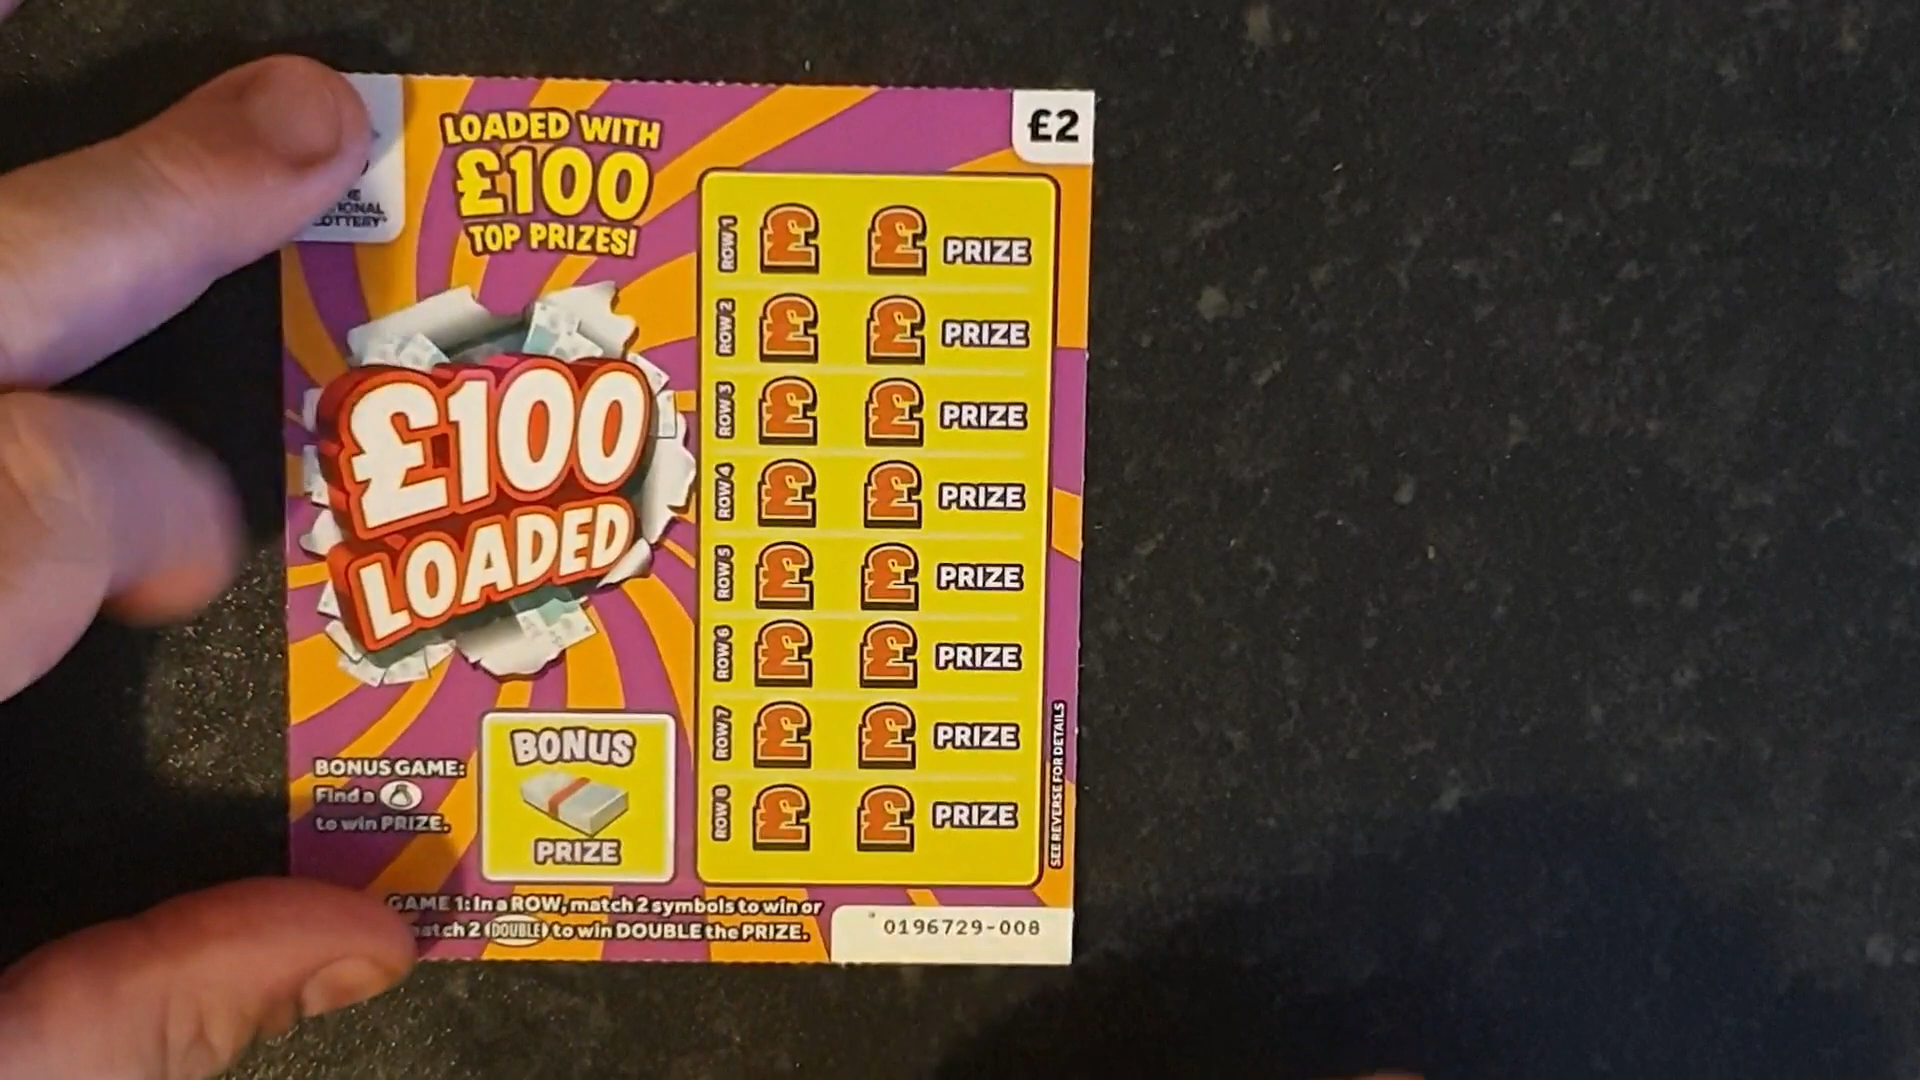 LOTTERY
LOADED WITH
£100
TOP PRIZES!
£2
£100
LOADED
ROW 1 £ £ PRIZE
ROW 2 £ £ PRIZE
ROW 3 £ £ PRIZE
ROW 4 £ £ PRIZE
ROW 5 £ £ PRIZE
ROW 6 £ £ PRIZE
ROW 7 £ £ PRIZE
ROW 8 £ £ PRIZE
SEE REVERSE FOR DETAILS
BONUS GAME:
Find a
to win PRIZE.
BONUS
PRIZE
GAME 1: In a ROW, match 2 symbols to win or
2 DOUBLE to win DOUBLE the PRIZE.
0196729-008